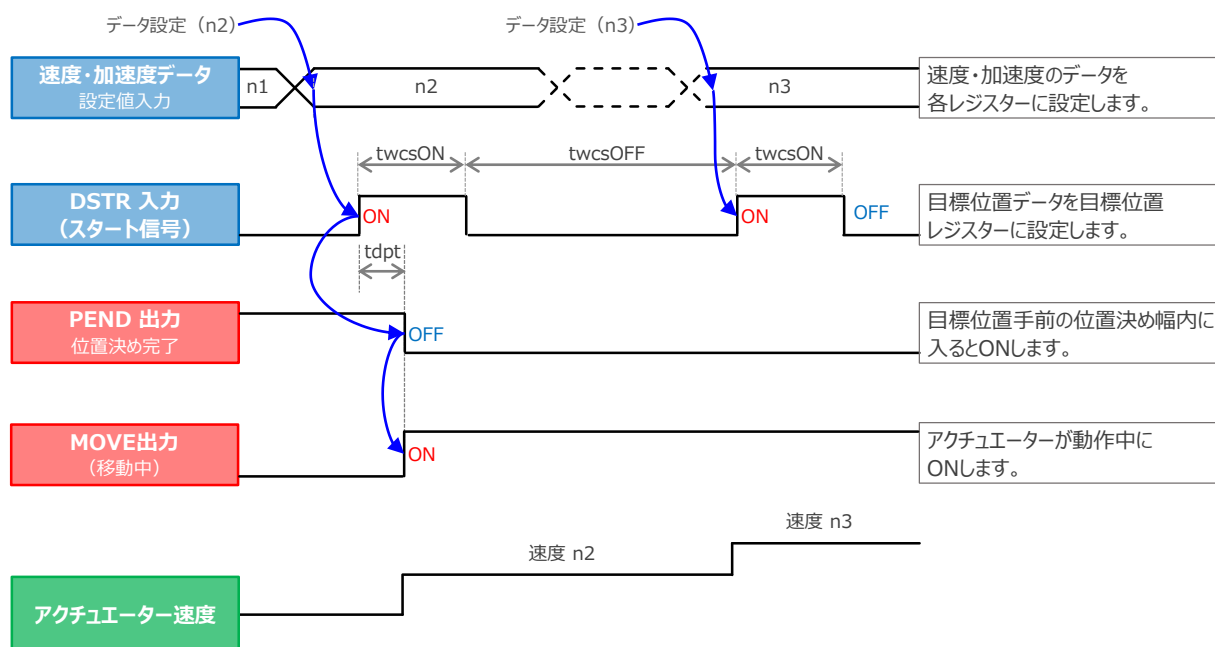 データ設定（n2）
データ設定（n3）
速度・加速度データ
設定値入力
n1
n2
n3
速度・加速度のデータを
各レジスターに設定します。
twcsON
twcsOFF
twcsON
DSTR 入力
（スタート信号）
ON
ON
OFF
目標位置データを目標位置
レジスターに設定します。
tdpt
PEND 出力
位置決め完了
OFF
目標位置手前の位置決め幅内に
入るとONします。
MOVE出力
（移動中）
ON
アクチュエーターが動作中に
ONします。
速度 n3
速度 n2
アクチュエーター速度